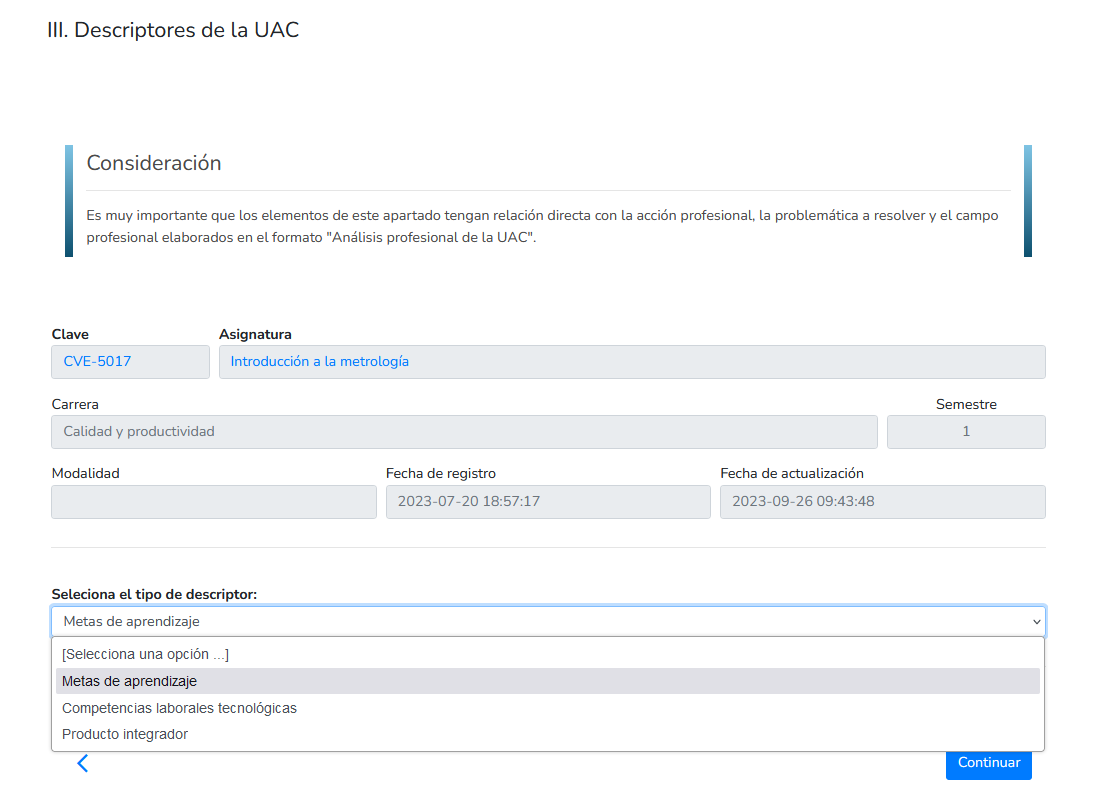 III. Descriptores de la UAC
Consideración
Es muy importante que los elementos de este apartado tengan relación directa con la acción profesional, la problemática a resolver y el campo
profesional elaborados en el formato "Análisis profesional de la UAC".
Clave Asignatura
CVE-5017 Introducción a la metrología
Carrera Semestre
Calidad y productividad 1
Modalidad Fecha de registro Fecha de actualización
2023-07-20 18:57:17 2023-09-26 09:43:48
Seleciona el tipo de descriptor:
Metas de aprendizaje
[Selecciona una opción ...]
Metas de aprendizaje
Competencias laborales tecnológicas
Producto integrador
Continuar